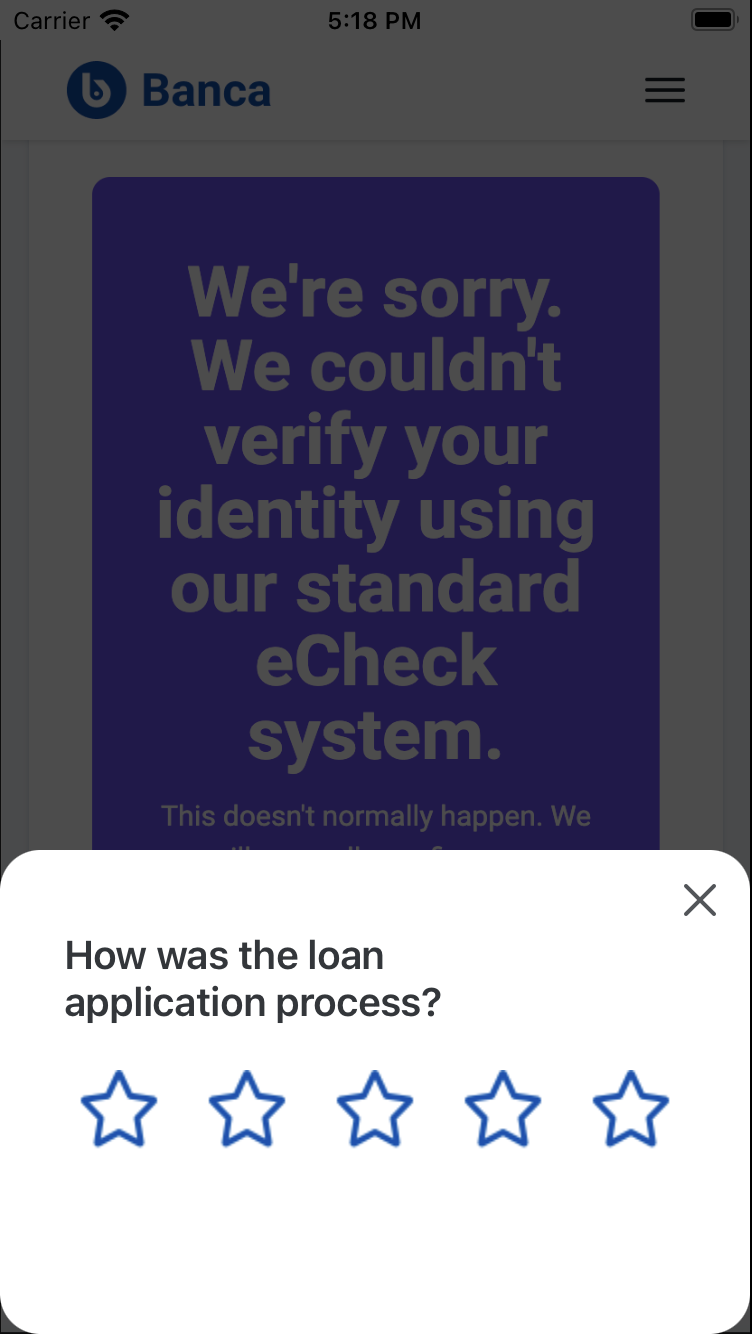 Carrier 5:18 PM
Banca
We're sorry.
We couldn't
verify your
identity using
our standard
eCheck
system.
This doesn't normally happen. We
How was the loan
application process?